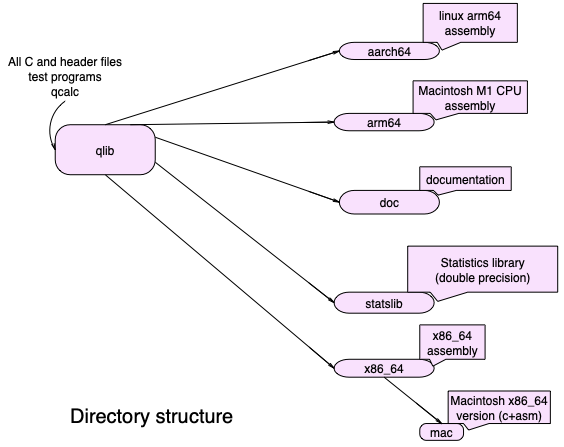 linux arm64
assembly
aarch64
All C and header files
test programs
qcalc
Macintosh M1 CPU
assembly
arm64
qlib
documentation
doc
Statistics library
(double precision)
statslib
x86_64
assembly
x86_64
Macintosh x86_64
version (c+asm)
mac
Directory structure